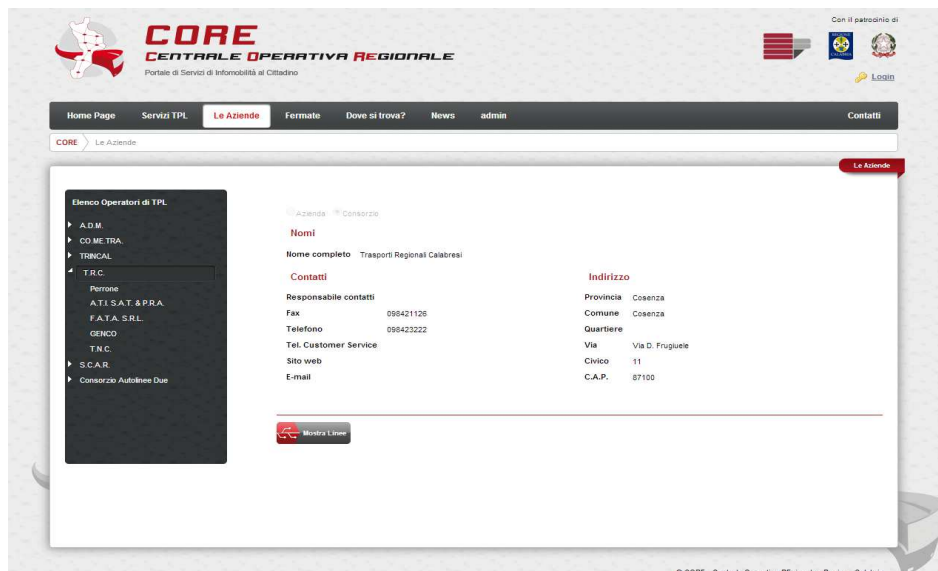 Con il patrocinio di
CORE
CENTRALE OPERATIVA REGIONALE
Portale di Servizi di Infomobilità al Cittadino
REGIONE
CALABRIA
Login
Home Page Servizi TPL Le Aziende Fermate Dove si trova? News admin Contatti
CORE Le Aziende
Le Aziende
Elenco Operatori di TPL
A.D.M.
CO.ME.TRA.
TRINCAL
T.R.C.
Perrone
A.T.I. S.A.T. & P.R.A.
F.A.T.A. S.R.L.
GENCO
T.N.C.
S.C.A.R.
Consorzio Autolinee Due
Azienda Consorzio
Nomi
Nome completo Trasporti Regionali Calabresi
Contatti
Responsabile contatti
Fax 098421126
Telefono 098423222
Tel. Customer Service
Sito web
E-mail
Indirizzo
Provincia Cosenza
Comune Cosenza
Quartiere
Via Via D. Frugiuele
Civico 11
C.A.P. 87100
Mostra Linee